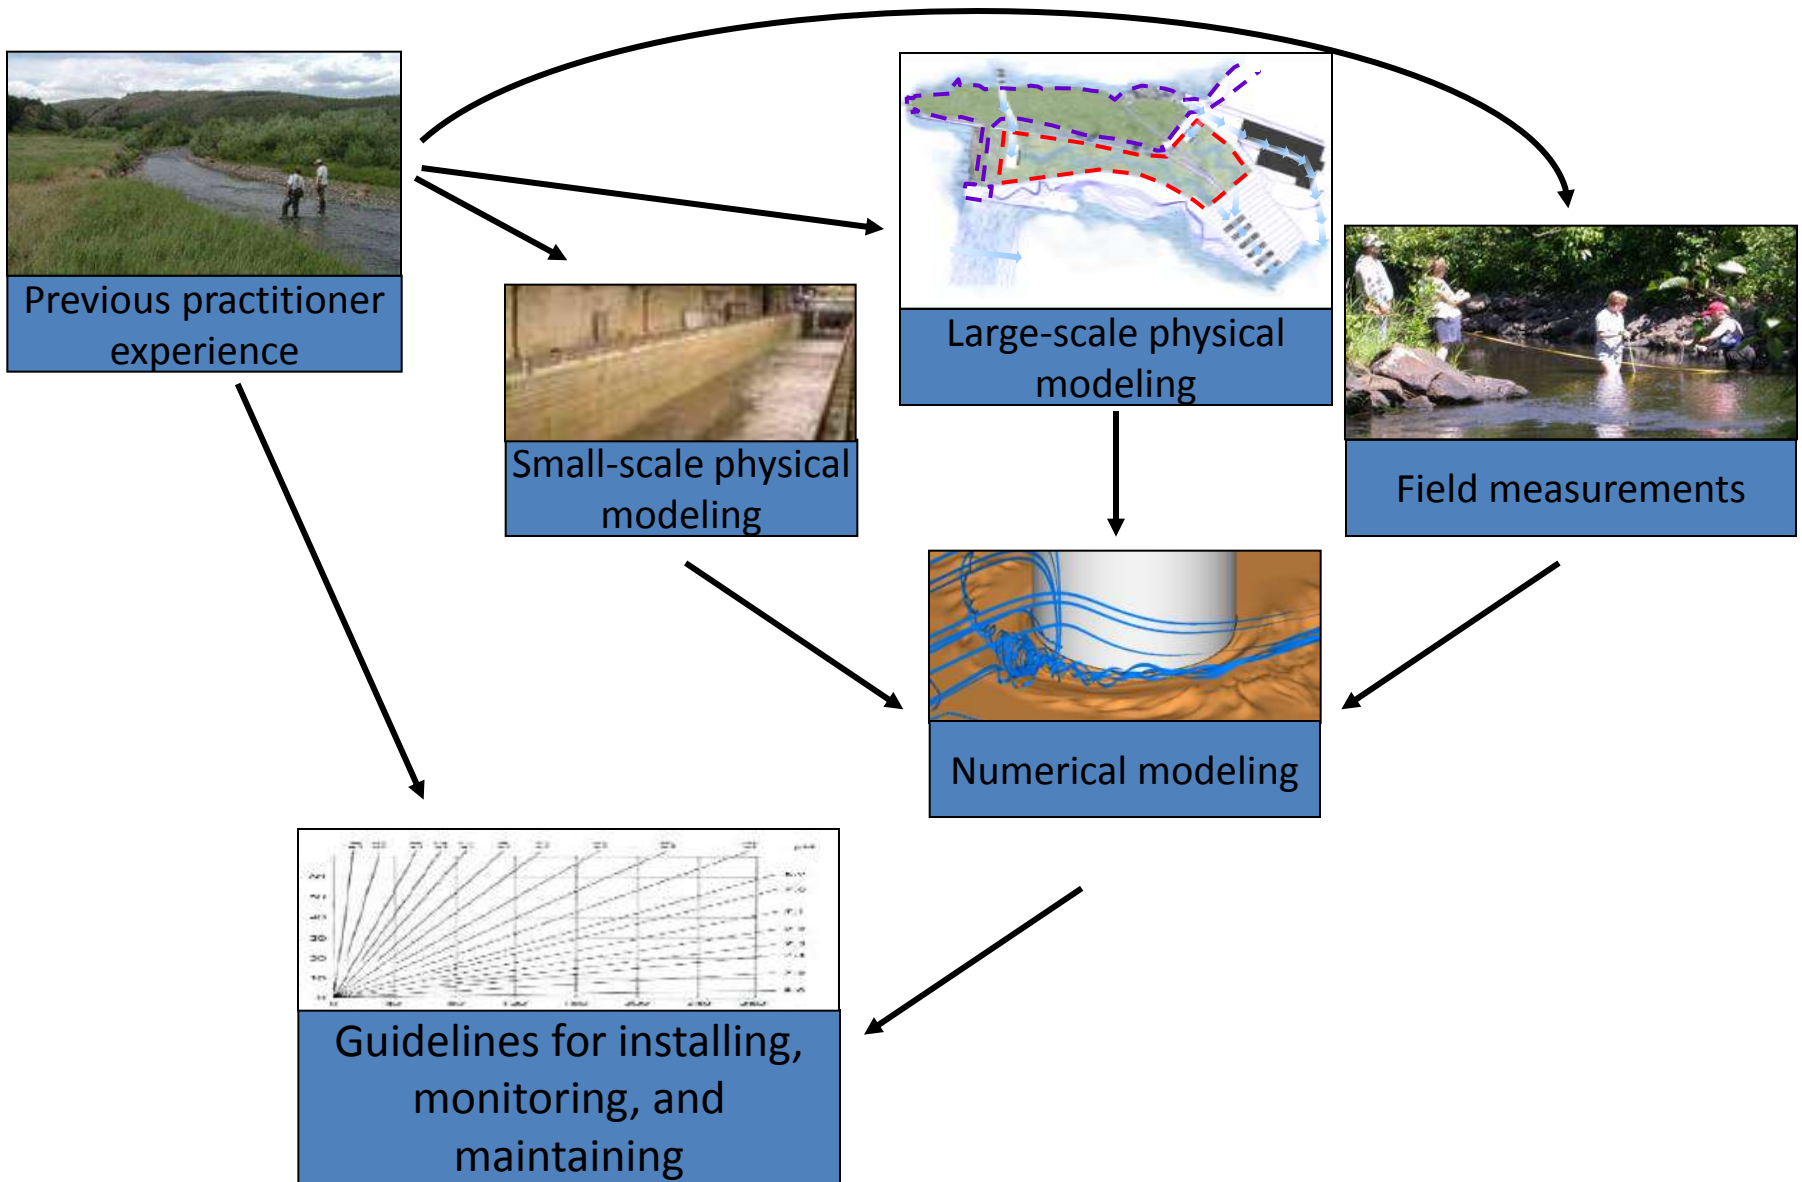 Previous practitioner
experience
Large-scale physical
modeling
Small-scale physical
modeling
Field measurements
Numerical modeling
Guidelines for installing,
monitoring, and
maintaining